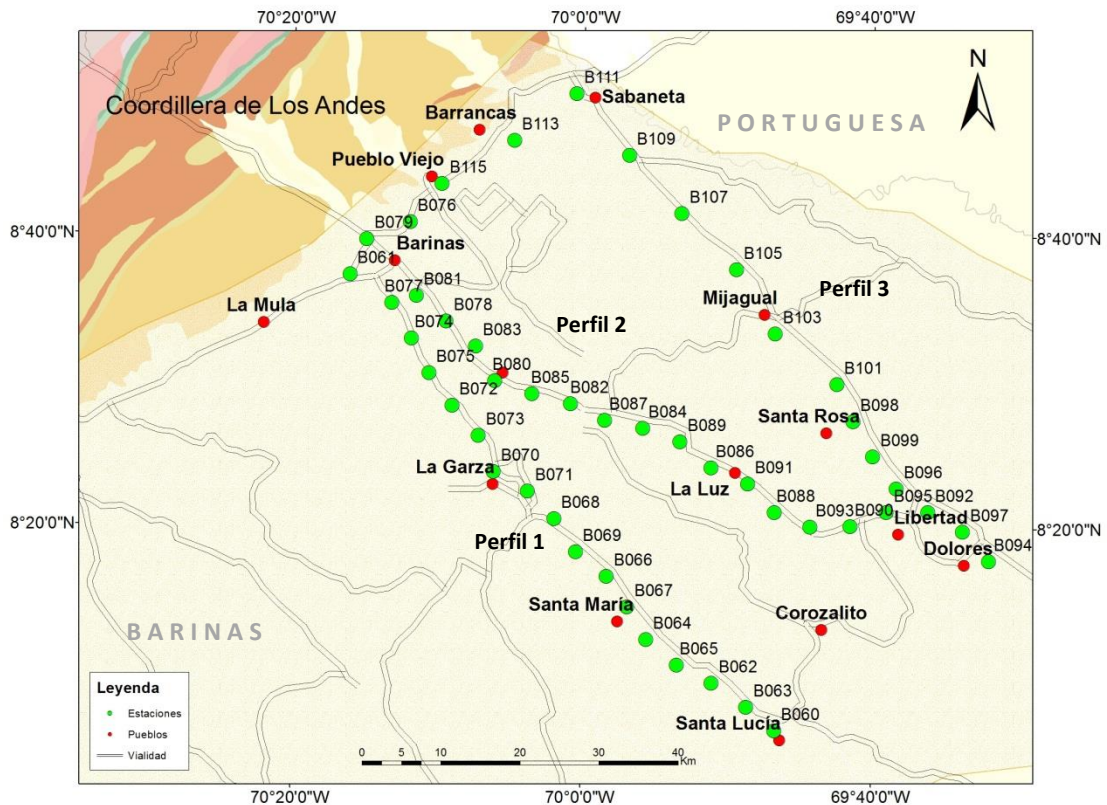 70°20'0"W
70°0'0"W
69°40'0"W
B111
Sabaneta
N
Coordillera de Los Andes
Barrancas
B113
PORTUGUESA
B109
Pueblo Viejo
B115
B107
B076
8°40'0"N
B079
Barinas
8°40'0"N
B061
B105
B081
B077
Perfil 3
La Mula
B078
Mijagual
B074
Perfil 2
B103
B083
B075
B080
B101
B085
B072
B082
B087
B084
Santa Rosa
B098
B073
B089
B099
B070
B086
La Garza
B071
La Luz
B091
B096
8°20'0"N
B068
B088
B093
B090
B095
B092
Libertad
B097
8°20'0"N
Perfil 1
B069
Dolores
B094
B066
B067
Santa María
Corozalito
BARINAS
B064
B065
B062
Leyenda
Estaciones
Pueblos
Vialidad
B063
Santa Lucía
B060
0 5 10 20 30 40
Km
70°20'0"W
70°0'0"W
69°40'0"W